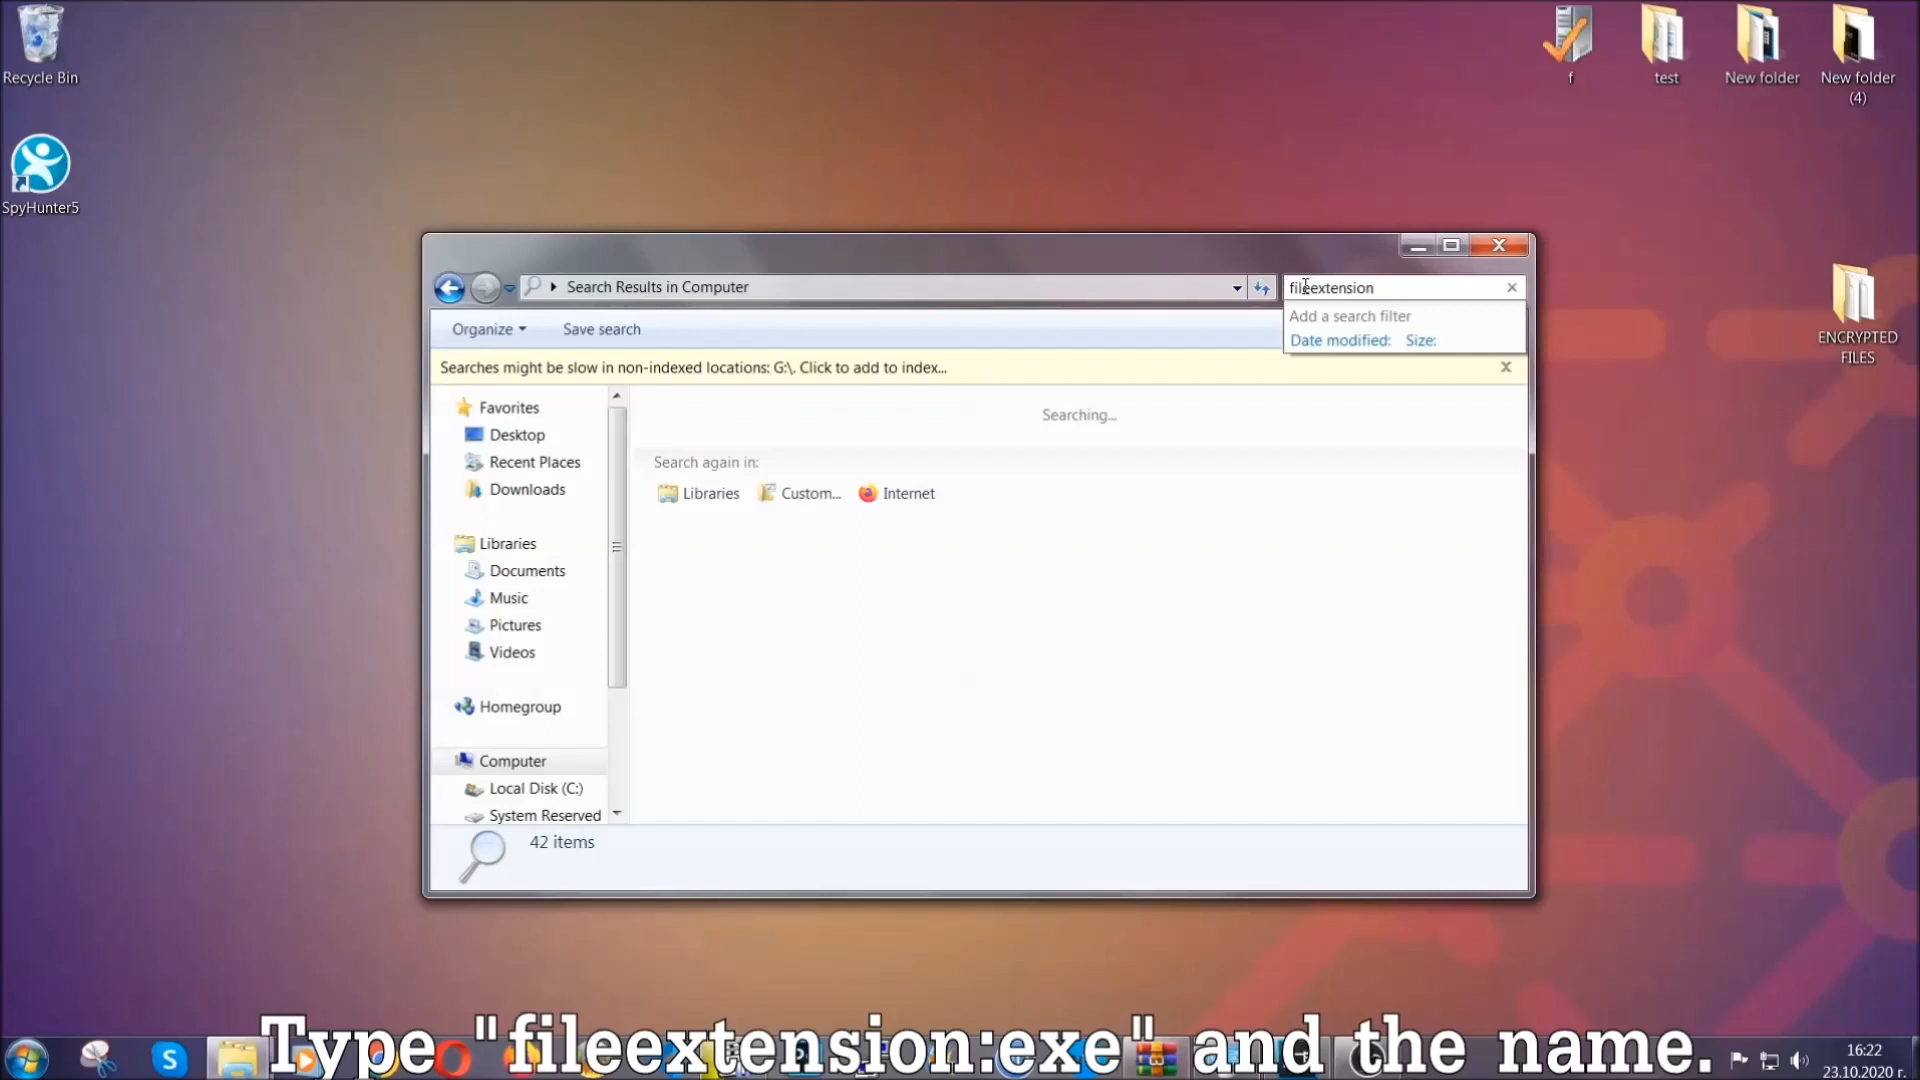 Recycle Bin
f
test
New folder
New folder
(4)
SpyHunter5
Search Results in Computer
fileextension
Add a search filter
Date modified: Size:
Organize
Save search
Searches might be slow in non-indexed locations: G:\. Click to add to index...
Favorites
Desktop
Recent Places
Downloads
Libraries
Documents
Music
Pictures
Videos
Homegroup
Computer
Local Disk (C:)
System Reserved
Searching...
Search again in:
Libraries
Custom...
Internet
42 items
ENCRYPTED
FILES
Type "fileextension:exe" and the name.
16:22
23.10.2020 г.